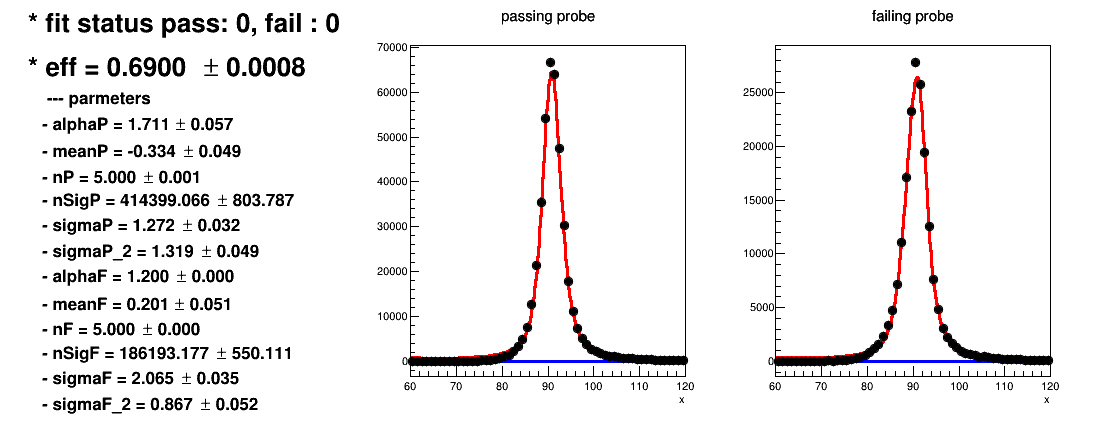 * fit status pass: 0, fail : 0
* eff = 0.6900 ± 0.0008
--- parmeters
- alphaP = 1.711 ± 0.057
- meanP = -0.334 ± 0.049
- nP = 5.000 ± 0.001
- nSigP = 414399.066 ± 803.787
- sigmaP = 1.272 ± 0.032
- sigmaP_2 = 1.319 ± 0.049
- alphaF = 1.200 ± 0.000
- meanF = 0.201 ± 0.051
- nF = 5.000 ± 0.000
- nSigF = 186193.177 ± 550.111
- sigmaF = 2.065 ± 0.035
- sigmaF_2 = 0.867 ± 0.052
passing probe
70000
60000
50000
40000
30000
20000
10000
0
60 70 80 90 100 110 120
x
failing probe
25000
20000
15000
10000
5000
0
60 70 80 90 100 110 120
x